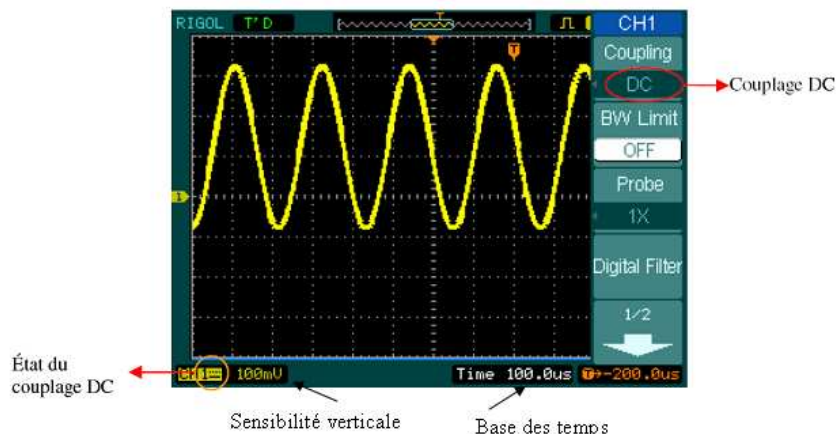 RIGOL T'D T CH1
Coupling
T
DC
Couplage DC
BW Limit
OFF
Probe
1
1X
Digital Filter
1/2
État du
couplage DC
CH1 100mV Time 100.0us T→-200.0us
Sensibilité verticale
Base des temps